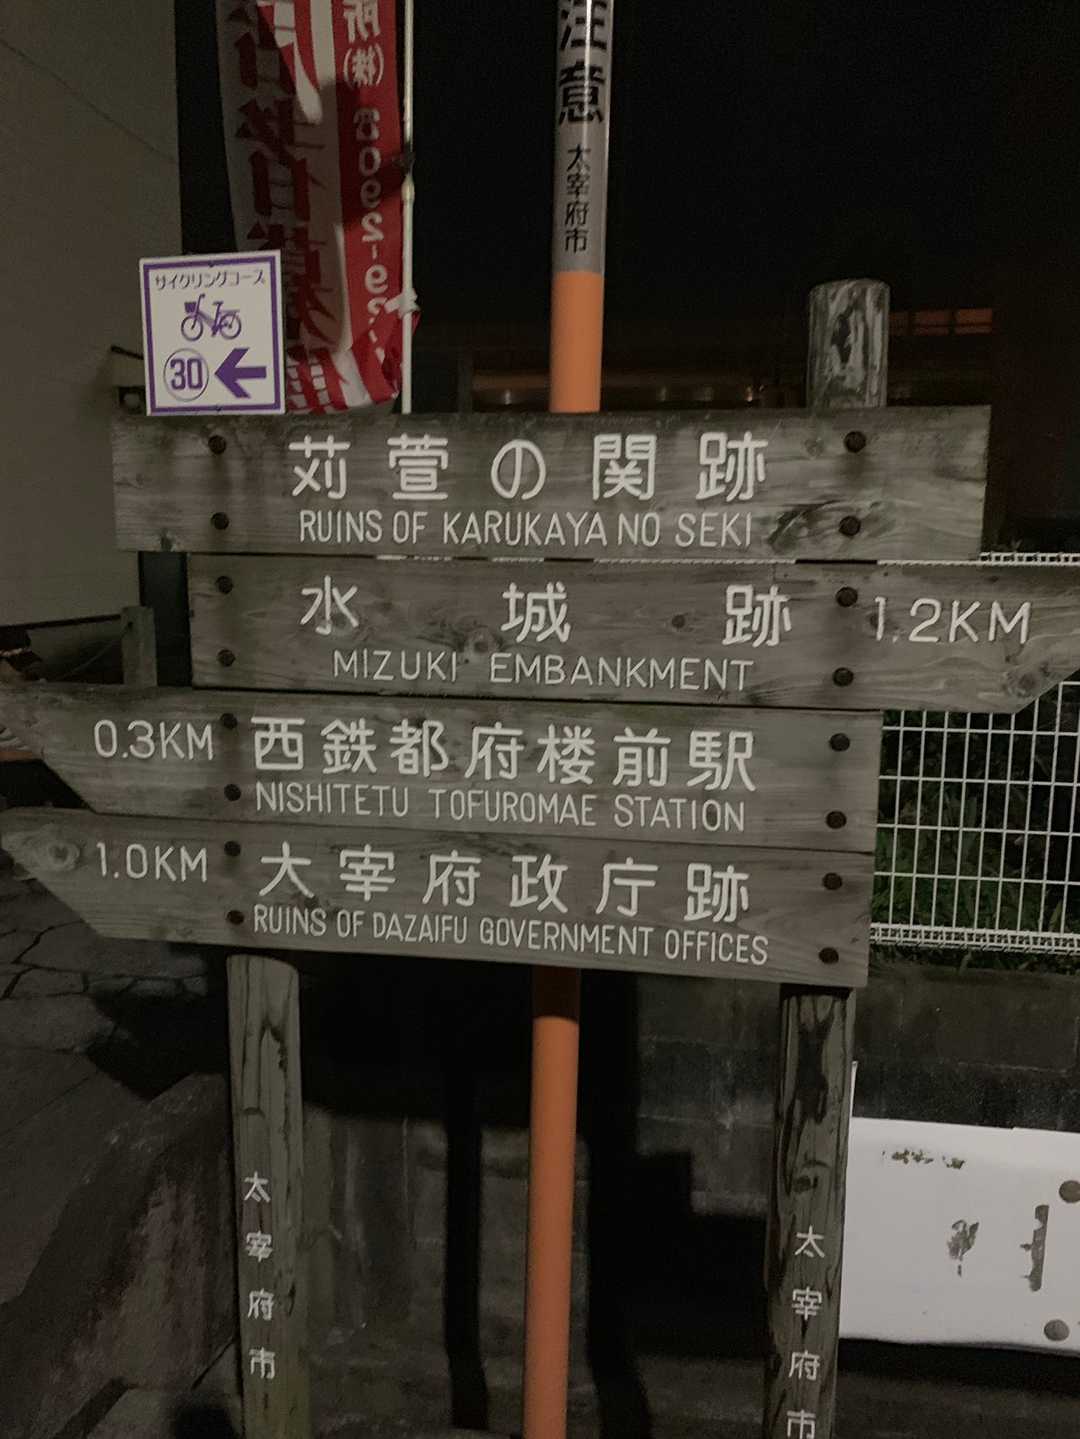 注意
太宰府市
サイクリングコース
30
苅萱の関跡
RUINS OF KARUKAYA NO SEKI
水城跡 1.2KM
MIZUKI EMBANKMENT
0.3KM 西鉄都府楼前駅
NISHITETU TOFUROMAE STATION
1.0KM 大宰府政庁跡
RUINS OF DAZAIFU GOVERNMENT OFFICES
太宰府市
太宰府市